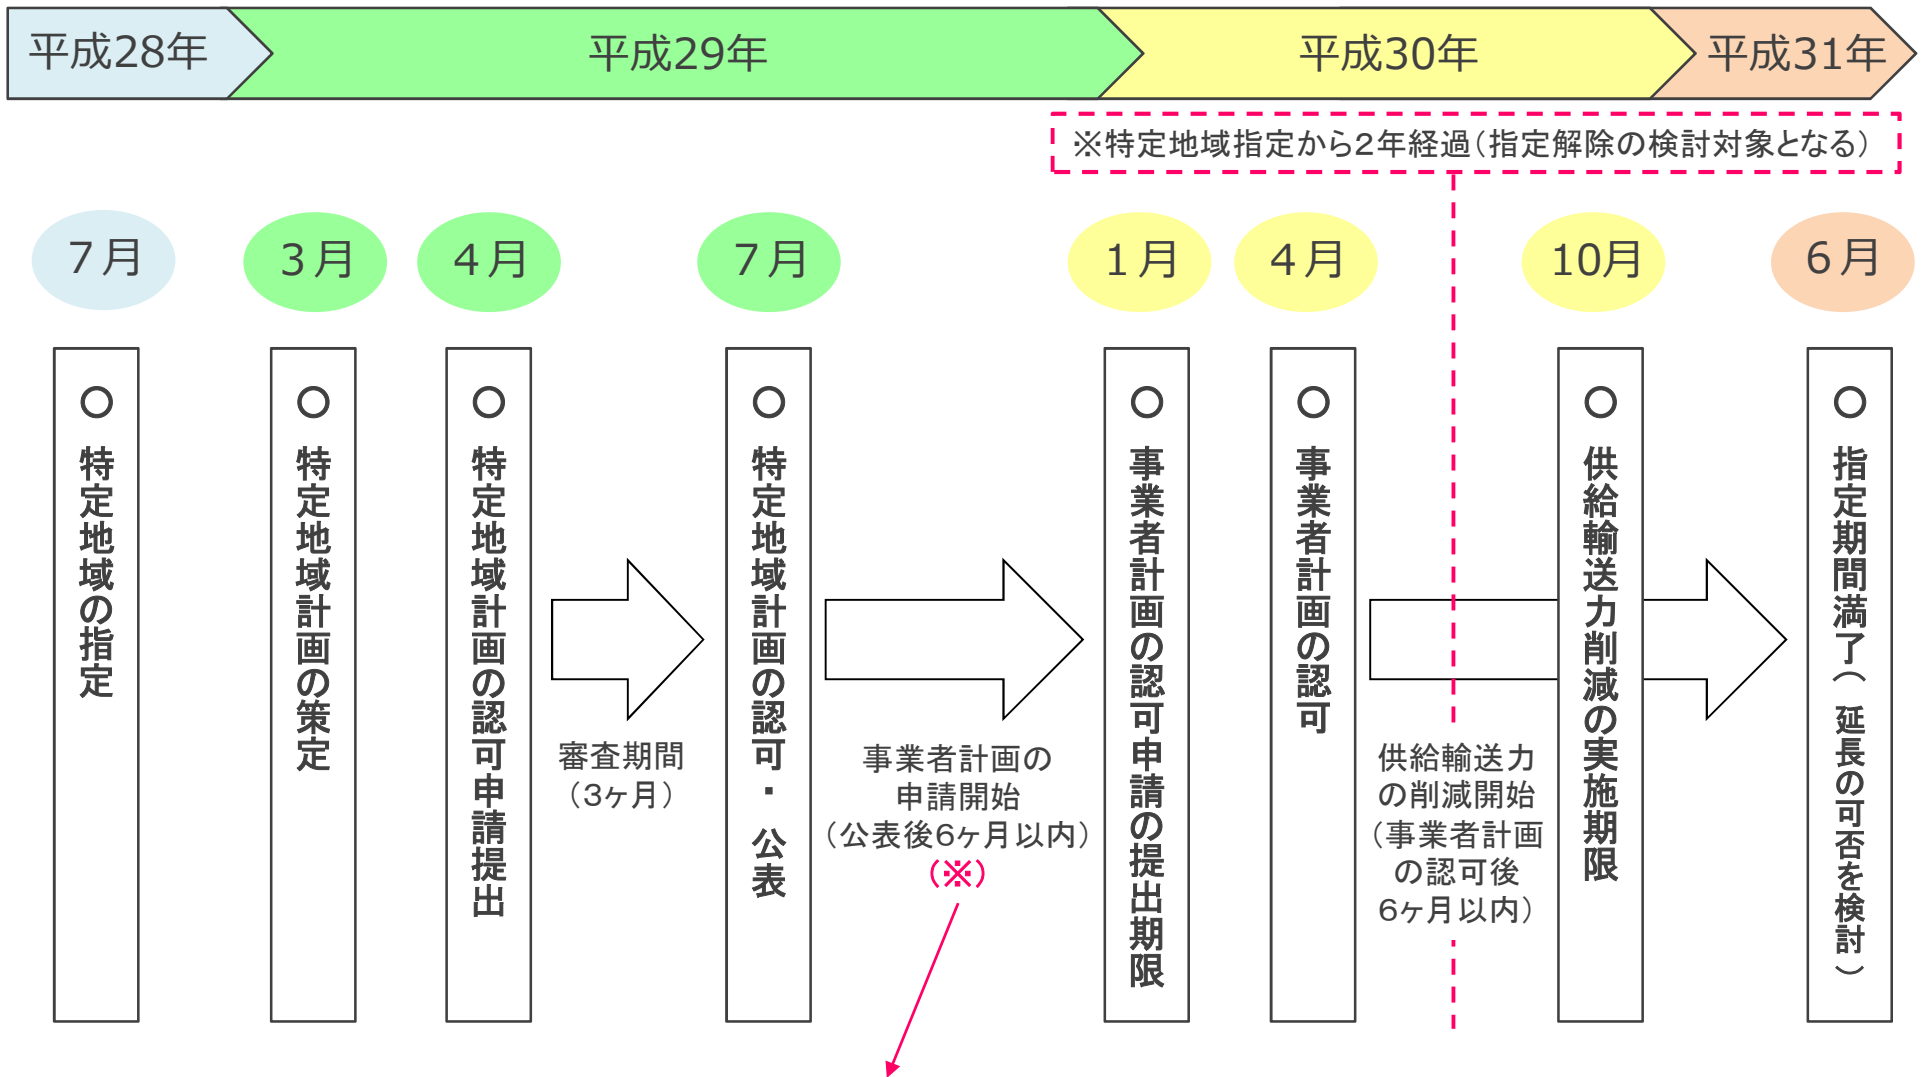 平成28年
平成29年
平成30年
平成31年
※特定地域指定から2年経過(指定解除の検討対象となる)
7月
3月
4月
7月
1月
4月
10月
6月
○ 特定地域の指定
○ 特定地域計画の策定
○ 特定地域計画の認可申請提出
審査期間
(3ヶ月)
○ 特定地域計画の認可・公表
事業者計画の
申請開始
(公表後6ヶ月以内)
(※)
○ 事業者計画の認可申請の提出期限
○ 事業者計画の認可
供給輸送力
の削減開始
(事業者計画
の認可後
6ヶ月以内)
○ 供給輸送力削減の実施期限
○ 指定期間満了(延長の可否を検討)